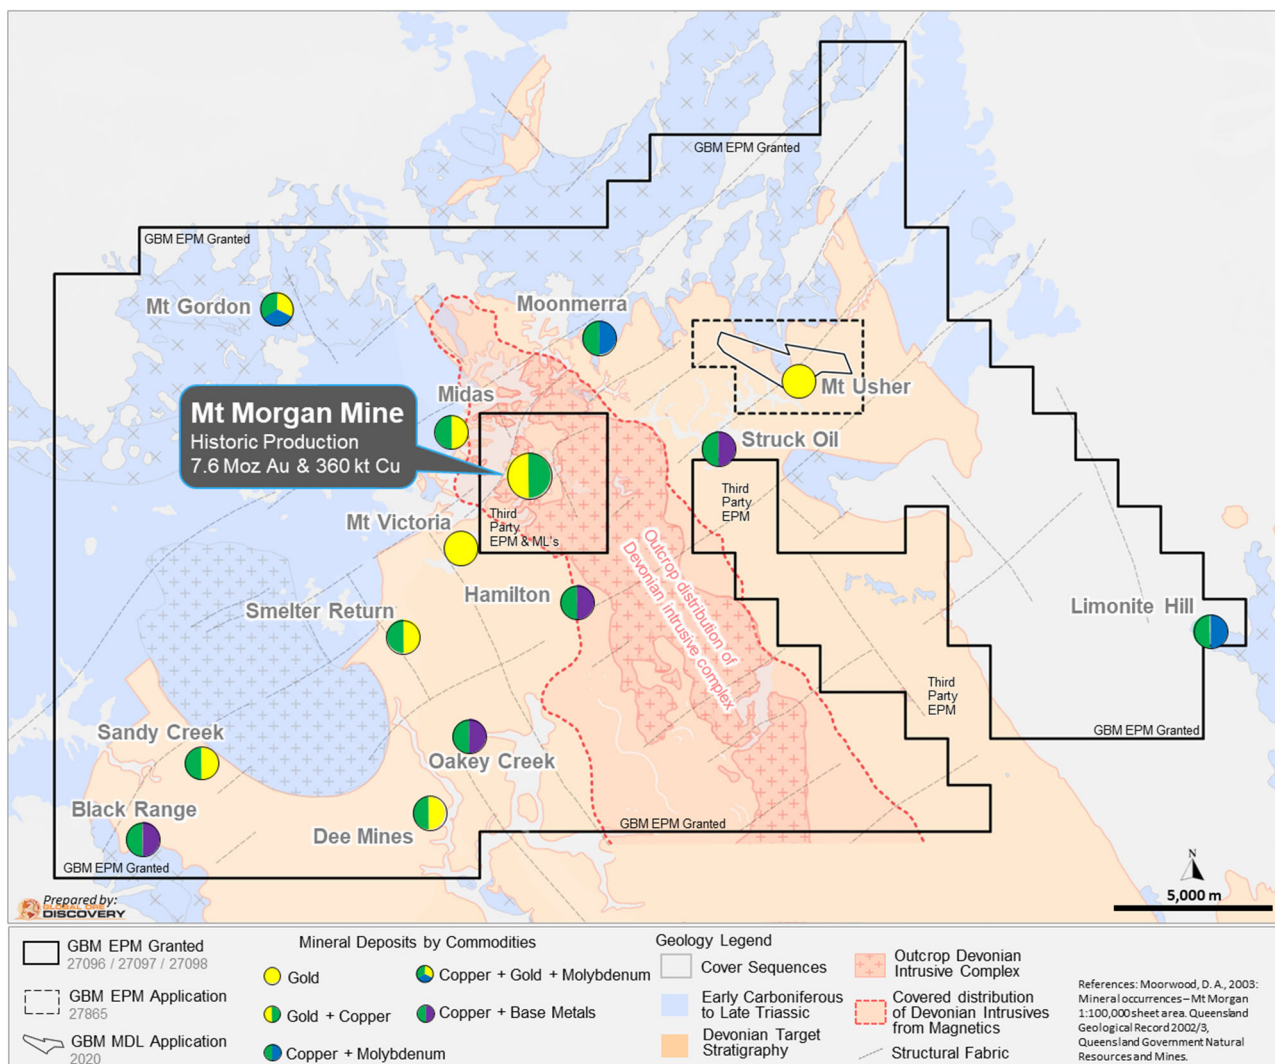 GBM EPM Granted
GBM EPM Granted
Mt Gordon
Moonmerra
Mt Usher
Midas
Mt Morgan Mine
Historic Production
7.6 Moz Au & 360 kt Cu
Struck Oil
Third
Party
EPM
Mt Victoria
Third
Party
EPM & ML's
Outcrop distribution of
Devonian intrusive complex
Hamilton
Smelter Return
Limonite Hill
Third
Party
EPM
GBM EPM Granted
Sandy Creek
Oakey Creek
Black Range
Dee Mines
GBM EPM Granted
GBM EPM Granted
N
5,000 m
Prepared by:
GLOBAL ORE
DISCOVERY
GBM EPM Granted
27096 / 27097 / 27098
GBM EPM Application
27865
GBM MDL Application
2020
Mineral Deposits by Commodities
Gold
Gold + Copper
Copper + Molybdenum
Copper + Gold + Molybdenum
Copper + Base Metals
Geology Legend
Cover Sequences
Early Carboniferous
to Late Triassic
Devonian Target
Stratigraphy
Outcrop Devonian
Intrusive Complex
Covered distribution
of Devonian Intrusives
from Magnetics
Structural Fabric
References: Moorwood, D. A., 2003:
Mineral occurrences – Mt Morgan
1:100,000 sheet area. Queensland
Geological Record 2002/3,
Queensland Government Natural
Resources and Mines.